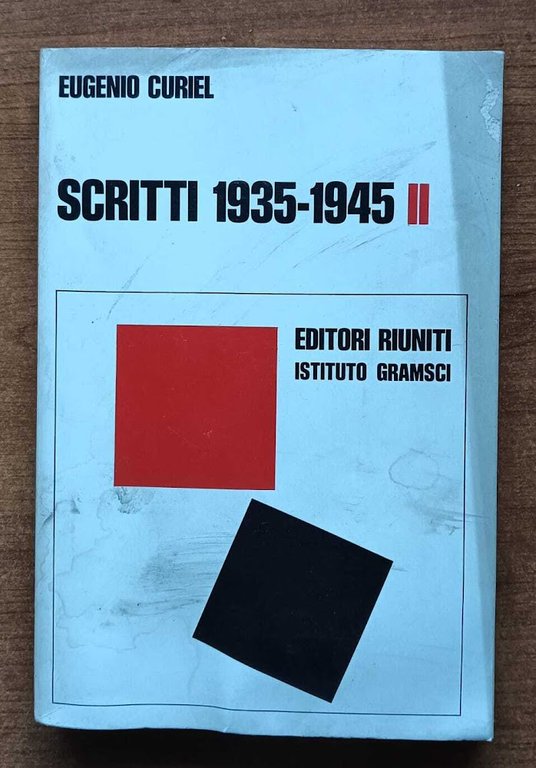 EUGENIO CURIEL
SCRITTI 1935-1945 II
EDITORI RIUNITI
ISTITUTO GRAMSCI